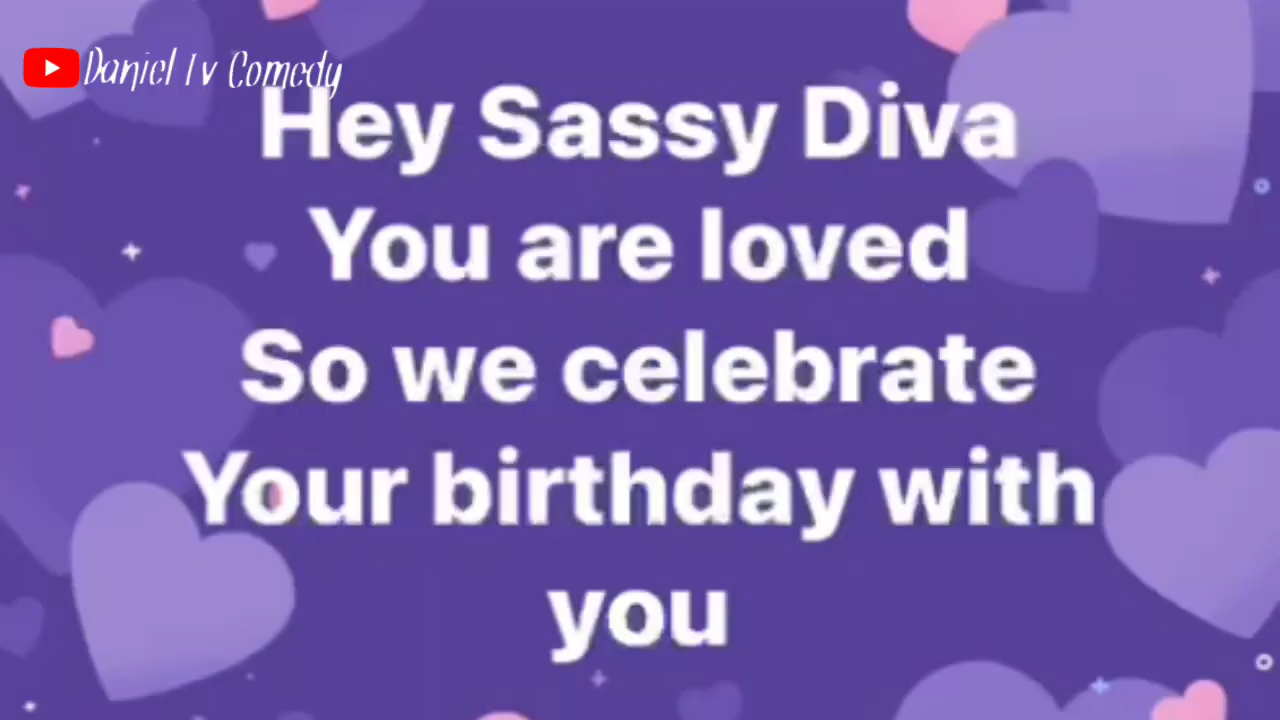 Daniel Tv Comedy
Hey Sassy Diva
You are loved
So we celebrate
Your birthday with
you